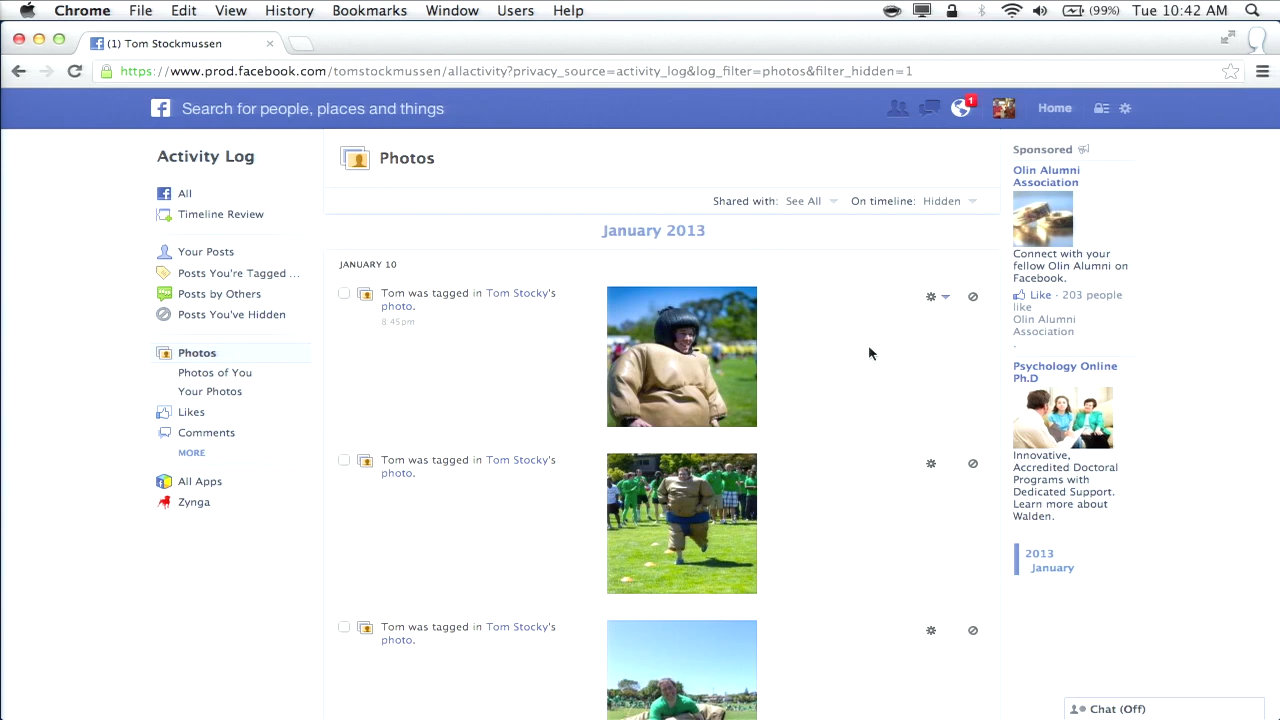 Chrome File Edit View History Bookmarks Window Users Help (99%) Tue 10:42 AM
(1) Tom Stockmussen
https://www.prod.facebook.com/tomstockmussen/allactivity?privacy_source=activity_log&log_filter=photos&filter_hidden=1
Search for people, places and things
1
Home
Activity Log
All
Timeline Review
Your Posts
Posts You're Tagged ...
Posts by Others
Posts You've Hidden
Photos
Photos of You
Your Photos
Likes
Comments
MORE
All Apps
Zynga
Photos
Shared with: See All On timeline: Hidden
January 2013
JANUARY 10
Tom was tagged in Tom Stocky's
photo.
8:45pm
Tom was tagged in Tom Stocky's
photo.
Tom was tagged in Tom Stocky's
photo.
Sponsored
Olin Alumni
Association
Connect with your
fellow Olin Alumni on
Facebook.
Like · 203 people
like
Olin Alumni
Association
.
Psychology Online
Ph.D
Innovative,
Accredited Doctoral
Programs with
Dedicated Support.
Learn more about
Walden.
2013
January
Chat (Off)